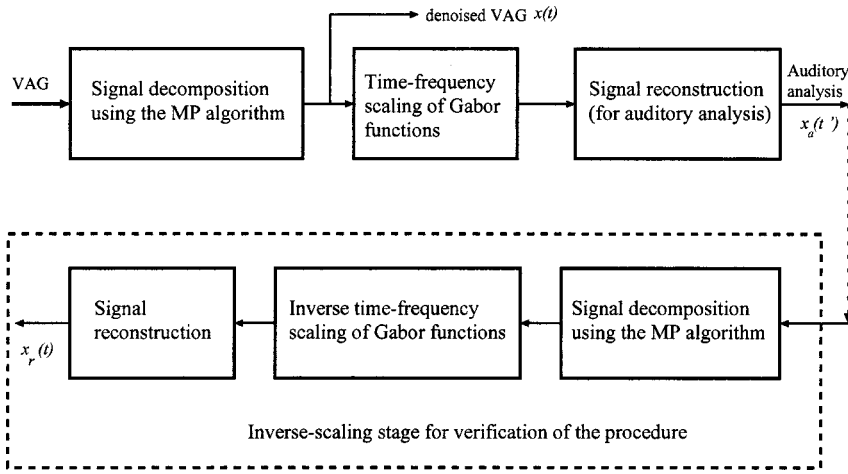 denoised VAG x(t)
VAG
Signal decomposition
using the MP algorithm
Time-frequency
scaling of Gabor
functions
Signal reconstruction
(for auditory analysis)
Auditory
analysis
x_a(t')
Signal
reconstruction
Inverse time-frequency
scaling of Gabor functions
Signal decomposition
using the MP algorithm
x_r(t)
Inverse-scaling stage for verification of the procedure